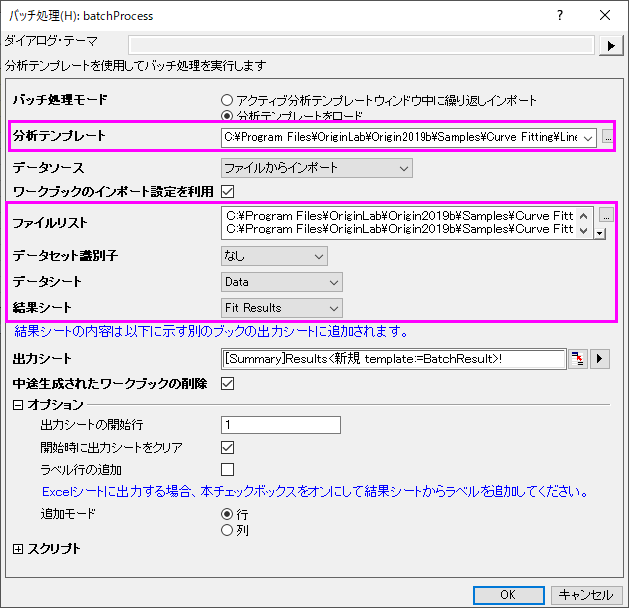 バッチ処理(H): batchProcess
ダイアログ・テーマ
分析テンプレートを使用してバッチ処理を実行します
バッチ処理モード
アクティブ分析テンプレートウィンドウ中に繰り返しインポート
分析テンプレートをロード
分析テンプレート
C:¥Program Files¥OriginLab¥Origin2019b¥Samples¥Curve Fitting¥Line
...
データソース
ファイルからインポート
ワークブックのインポート設定を利用
ファイルリスト
C:¥Program Files¥OriginLab¥Origin2019b¥Samples¥Curve Fitt
...
C:¥Program Files¥OriginLab¥Origin2019b¥Samples¥Curve Fitt
データセット識別子
なし
データシート
Data
結果シート
Fit Results
結果シートの内容は以下に示す別のブックの出力シートに追加されます。
出力シート
[Summary]Results<新規 template:=BatchResult>!
中途生成されたワークブックの削除
オプション
出力シートの開始行
1
開始時に出力シートをクリア
ラベル行の追加
Excelシートに出力する場合、本チェックボックスをオンにして結果シートからラベルを追加してください。
追加モード
行
列
スクリプト
OK
キャンセル